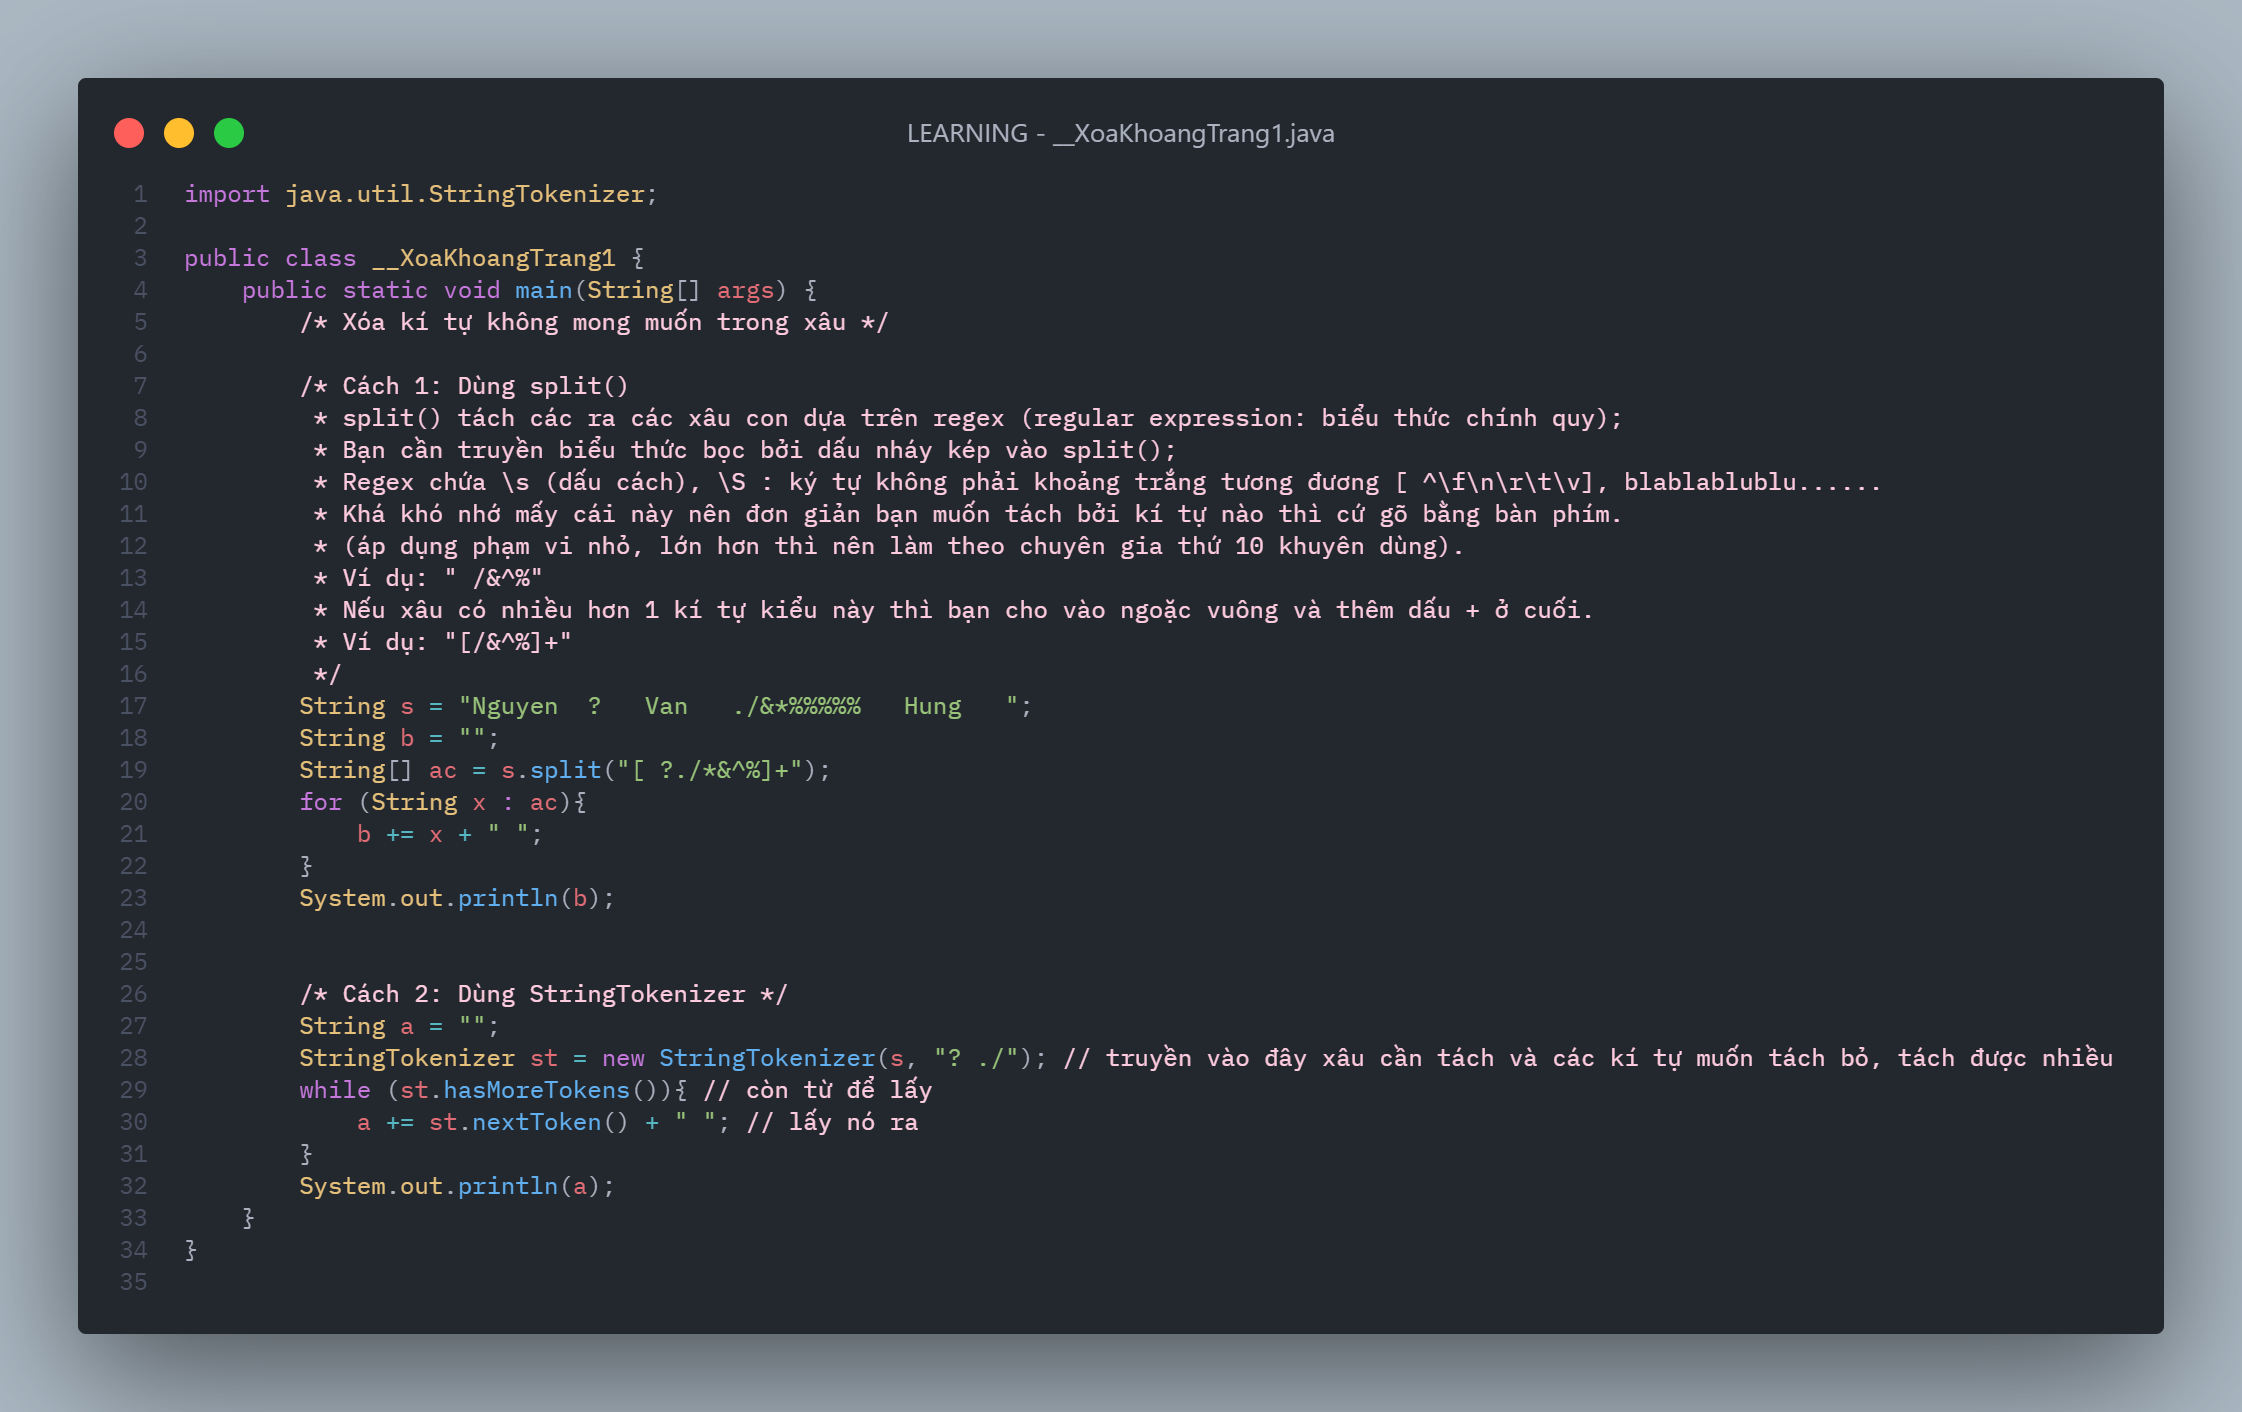 LEARNING - __XoaKhoangTrang1.java
1 import java.util.StringTokenizer;
2
3 public class __XoaKhoangTrang1 {
4     public static void main(String[] args) {
5         /* Xóa kí tự không mong muốn trong xâu */
6
7         /* Cách 1: Dùng split()
8          * split() tách các ra các xâu con dựa trên regex (regular expression: biểu thức chính quy);
9          * Bạn cần truyền biểu thức bọc bởi dấu nháy kép vào split();
10          * Regex chứa \s (dấu cách), \S : ký tự không phải khoảng trắng tương đương [ ^\f\n\r\t\v], blablablublu......
11          * Khá khó nhớ mấy cái này nên đơn giản bạn muốn tách bởi kí tự nào thì cứ gõ bằng bàn phím.
12          * (áp dụng phạm vi nhỏ, lớn hơn thì nên làm theo chuyên gia thứ 10 khuyên dùng).
13          * Ví dụ: " /&^%"
14          * Nếu xâu có nhiều hơn 1 kí tự kiểu này thì bạn cho vào ngoặc vuông và thêm dấu + ở cuối.
15          * Ví dụ: "[/&^%]+"
16          */
17         String s = "Nguyen  ?   Van   ./&*%%%%%   Hung   ";
18         String b = "";
19         String[] ac = s.split("[ ?./*&^%]+");
20         for (String x : ac){
21             b += x + " ";
22         }
23         System.out.println(b);
24
25
26         /* Cách 2: Dùng StringTokenizer */
27         String a = "";
28         StringTokenizer st = new StringTokenizer(s, "? ./"); // truyền vào đây xâu cần tách và các kí tự muốn tách bỏ, tách được nhiều
29         while (st.hasMoreTokens()){ // còn từ để lấy
30             a += st.nextToken() + " "; // lấy nó ra
31         }
32         System.out.println(a);
33     }
34 }
35